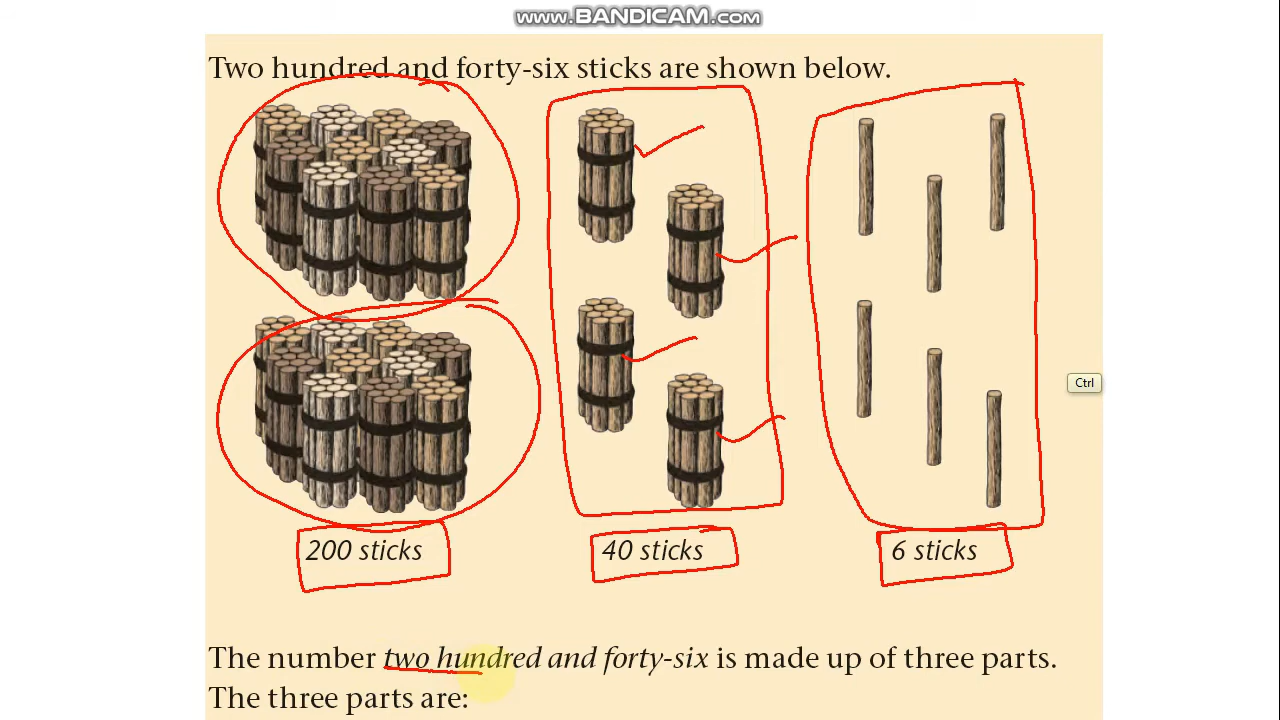 www.BANDICAM.com
Two hundred and forty-six sticks are shown below.
Ctrl
200 sticks 40 sticks 6 sticks
The number two hundred and forty-six is made up of three parts.
The three parts are: